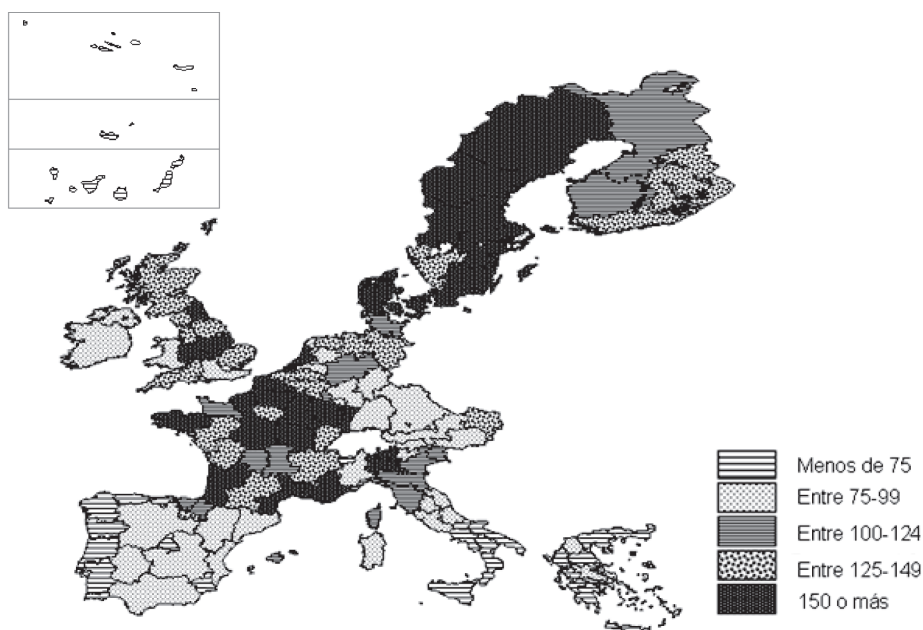 Menos de 75
Entre 75-99
Entre 100-124
Entre 125-149
150 o más